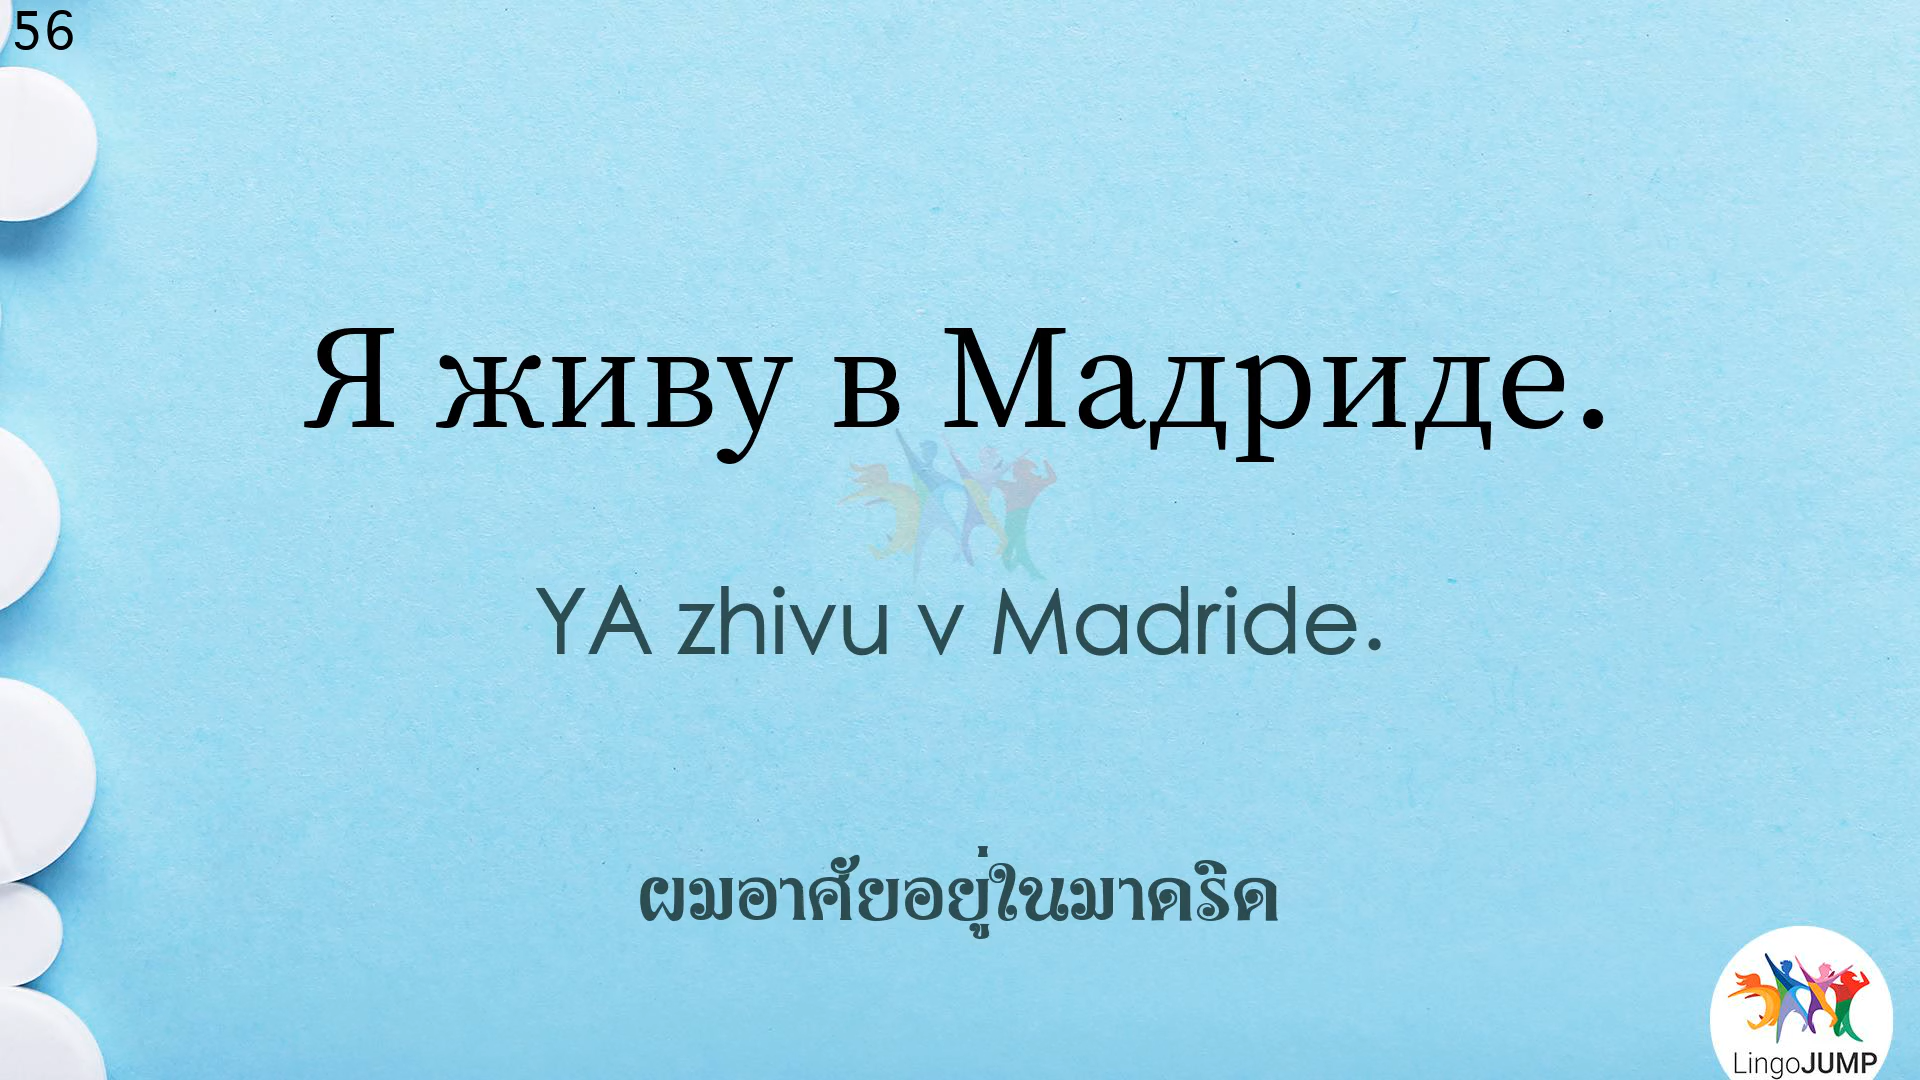 56
Я живу в Мадриде.
YA zhivu v Madride.
ผมอาศัยอยู่ในมาดริด
LingoJUMP